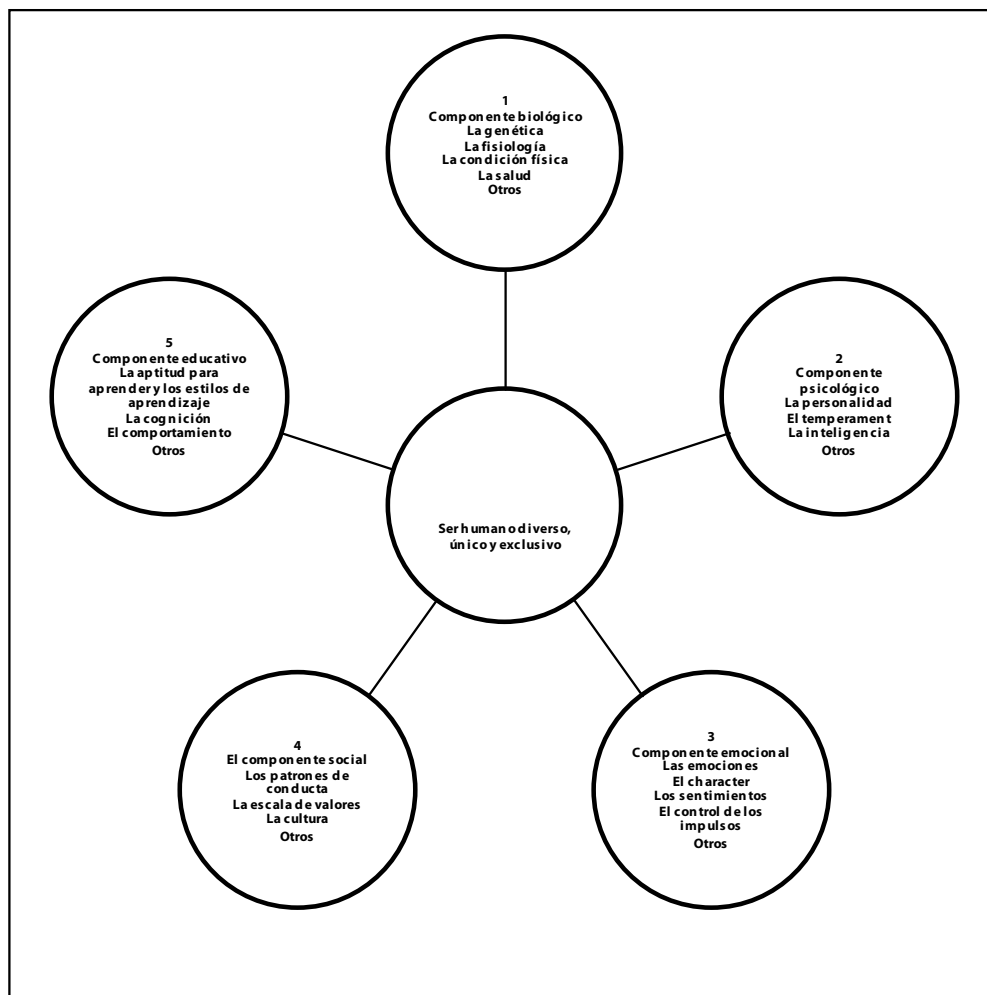 1
Componente biológico
La genética
La fisiología
La condición física
La salud
Otros
2
Componente
psicológico
La personalidad
El temperament
La inteligencia
Otros
3
Componente emocional
Las emociones
El character
Los sentimientos
El control de los
impulsos
Otros
4
El componente social
Los patrones de
conducta
La escala de valores
La cultura
Otros
5
Componente educativo
La aptitud para
aprender y los estilos de
aprendizaje
La cognición
El comportamiento
Otros
Ser humano diverso,
único y exclusivo